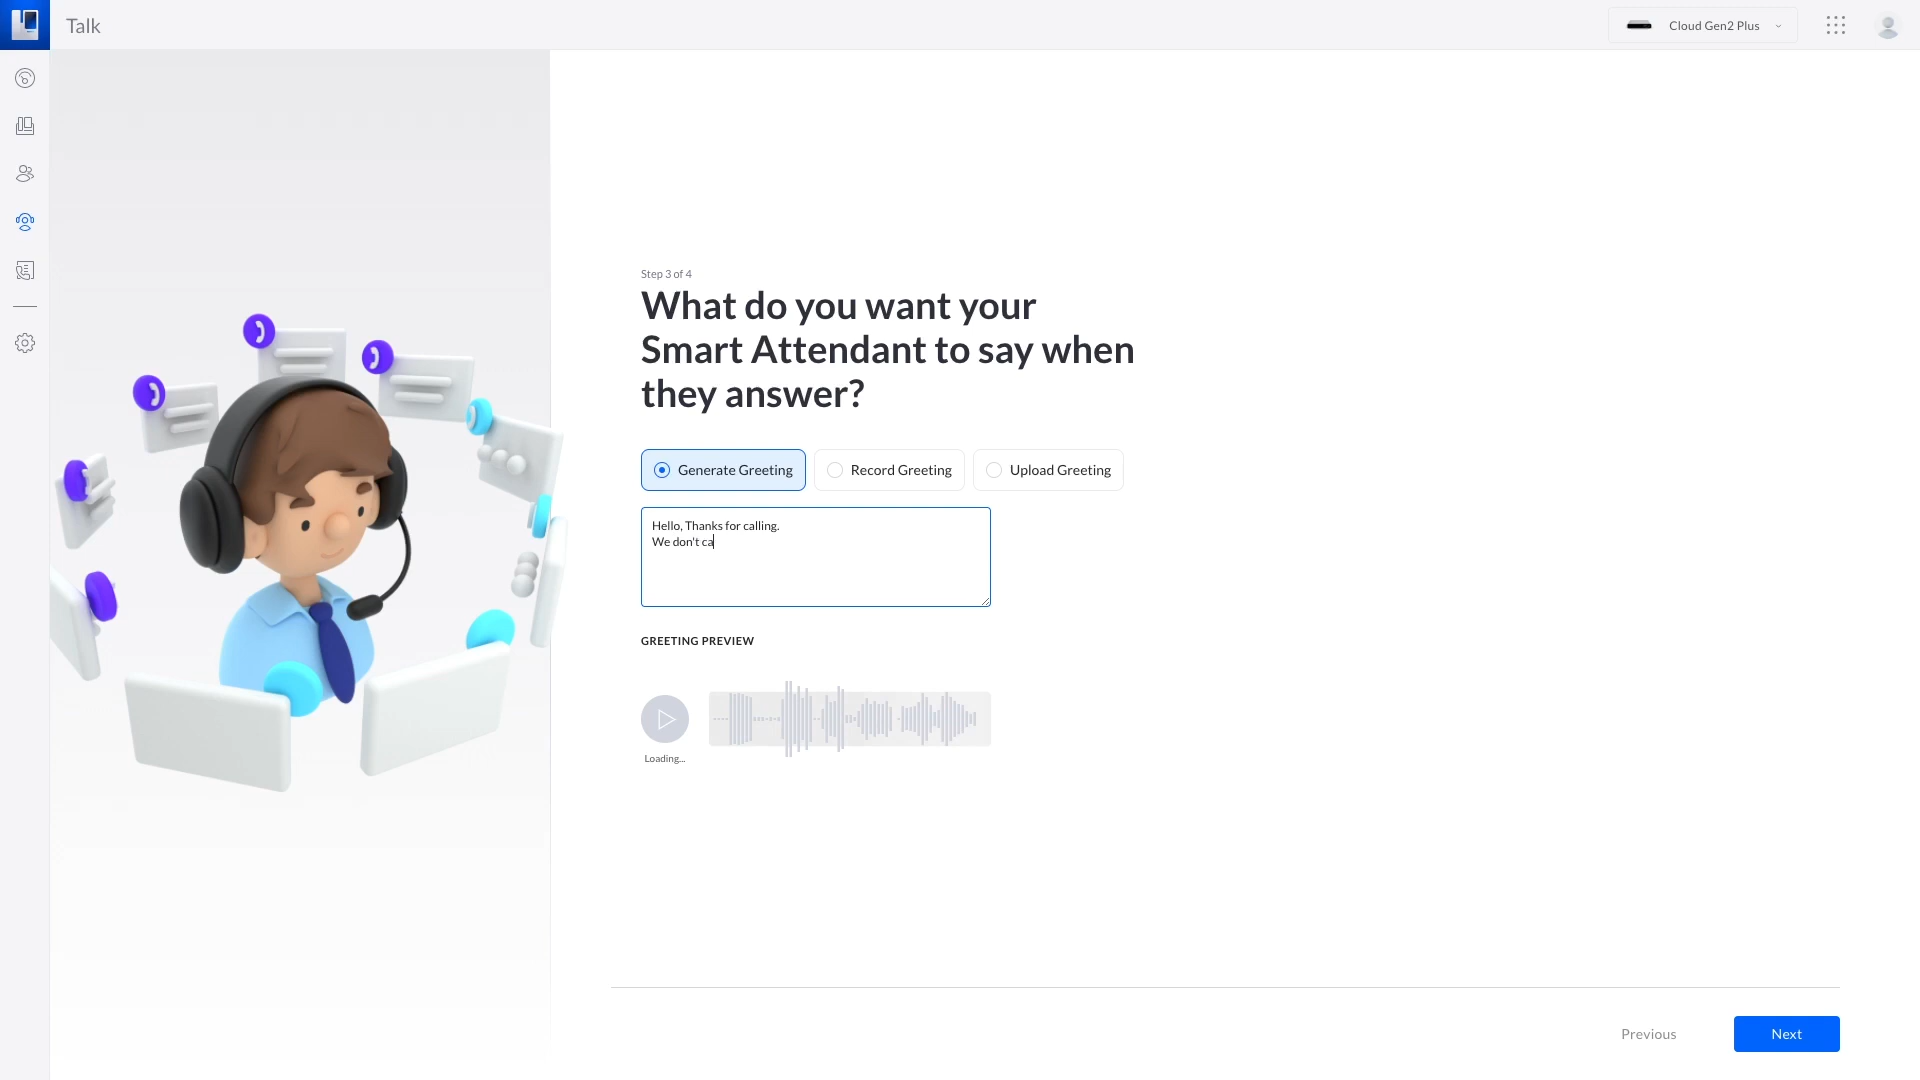 Talk
Cloud Gen2 Plus
Step 3 of 4
What do you want your
Smart Attendant to say when
they answer?
Generate Greeting
Record Greeting
Upload Greeting
Hello, Thanks for calling.
We don't ca
GREETING PREVIEW
Loading...
Previous
Next